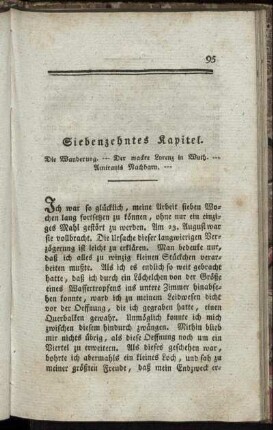 95
Siebenzehntes Kapitel.
Die Wanderung. — Der wackre Lorenz in Wuth. —
Nachbarn. —
Ich war so glücklich, meine Arbeit sieben Wo-
chen lang fortsetzen zu können, ohne nur ein einzi-
ges Mahl gestört zu werden. Am 23. August war
sie vollbracht. Die Ursache dieser langwierigen Ver-
zögerung ist leicht zu erklären. Man bedenke nur,
daß ich alles zu winzig kleinen Stückchen verar-
beiten mußte. Als ich es endlich so weit gebracht
hatte, daß ich durch ein Löchelchen von der Größe
eines Wassertropfens ins untere Zimmer hinabse-
hen konnte, ward ich zu meinem Leidwesen dicht
vor der Oeffnung, die ich gegraben hatte, einen
Querbalken gewahr. Unmöglich konnte ich mich
zwischen diesem hindurch zwängen. Mithin blieb
mir nichts übrig, als diese Oeffnung noch um ein
Viertel zu erweitern. Als dieses geschehen war,
bohrte ich abermahls ein kleines Loch, und sah zu
meiner größten Freude, daß mein Endzweck er-